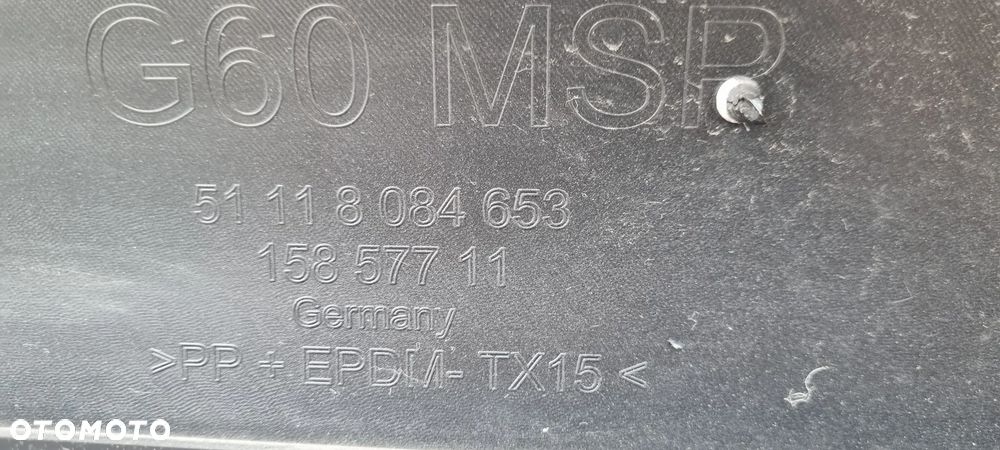 G60 MSP
51 11 8 084 653
158 577 11
Germany
>PP + EPDM- TX15 <
OTOMOTO